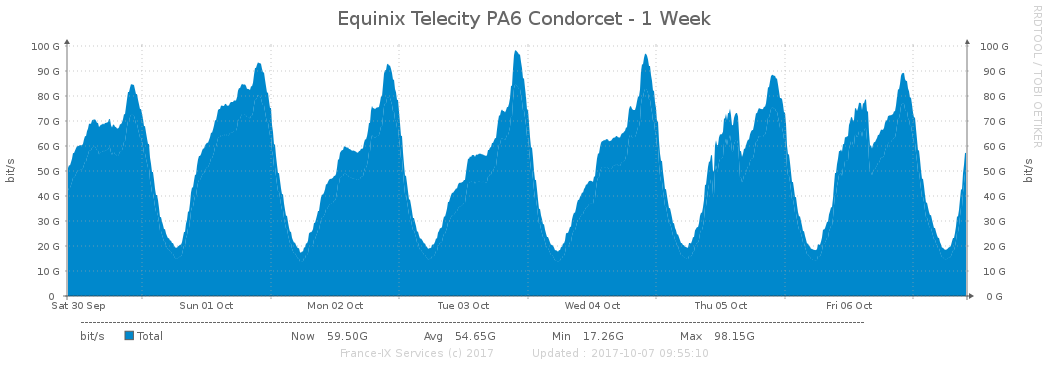 Equinix Telecity PA6 Condorcet - 1 Week
RRDTOOL / TOBI OETIKER
bit/s
100 G
90 G
80 G
70 G
60 G
50 G
40 G
30 G
20 G
10 G
0
100 G
90 G
80 G
70 G
60 G
50 G
40 G
30 G
20 G
10 G
0 G
bit/s
Sat 30 Sep Sun 01 Oct Mon 02 Oct Tue 03 Oct Wed 04 Oct Thu 05 Oct Fri 06 Oct
bit/s Total Now 59.50G Avg 54.65G Min 17.26G Max 98.15G
France-IX Services (c) 2017 Updated : 2017-10-07 09:55:10